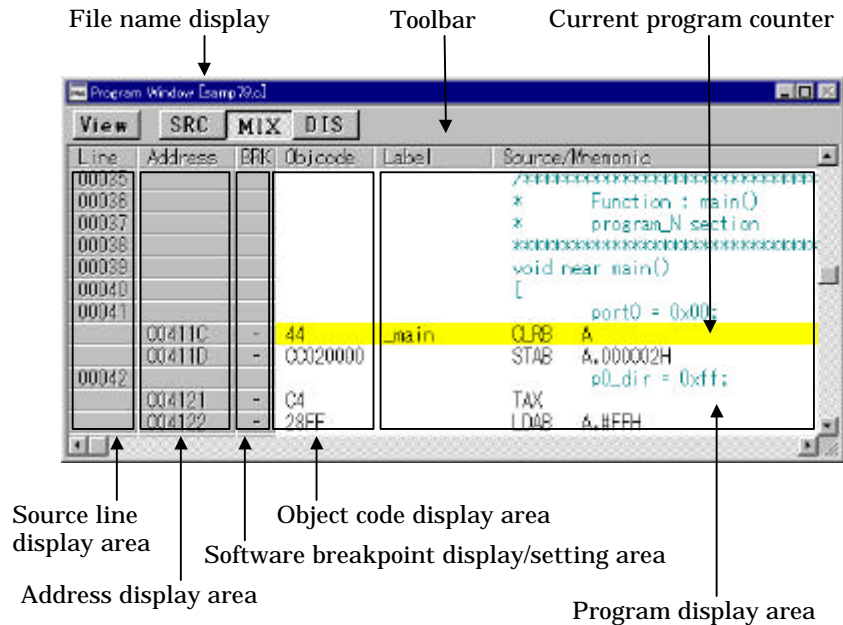 File name display Toolbar Current program counter
Program Window [samp79.c]
View SRC MIX DIS
Line Address BRK Objcode Label Source/Mnemonic
00035 /******************************
00036 * Function : main()
00037 * program_N section
00038 ******************************
00039 void near main()
00040 {
00041 port0 = 0x00;
00411C - 44 _main CLRB A
00411D - CC020000 STAB A,000002H
00042 p0_dir = 0xff;
004121 - C4 TAX
004122 - 28FF LDAB A,#FFH
Source line display area
Object code display area
Software breakpoint display/setting area
Address display area
Program display area